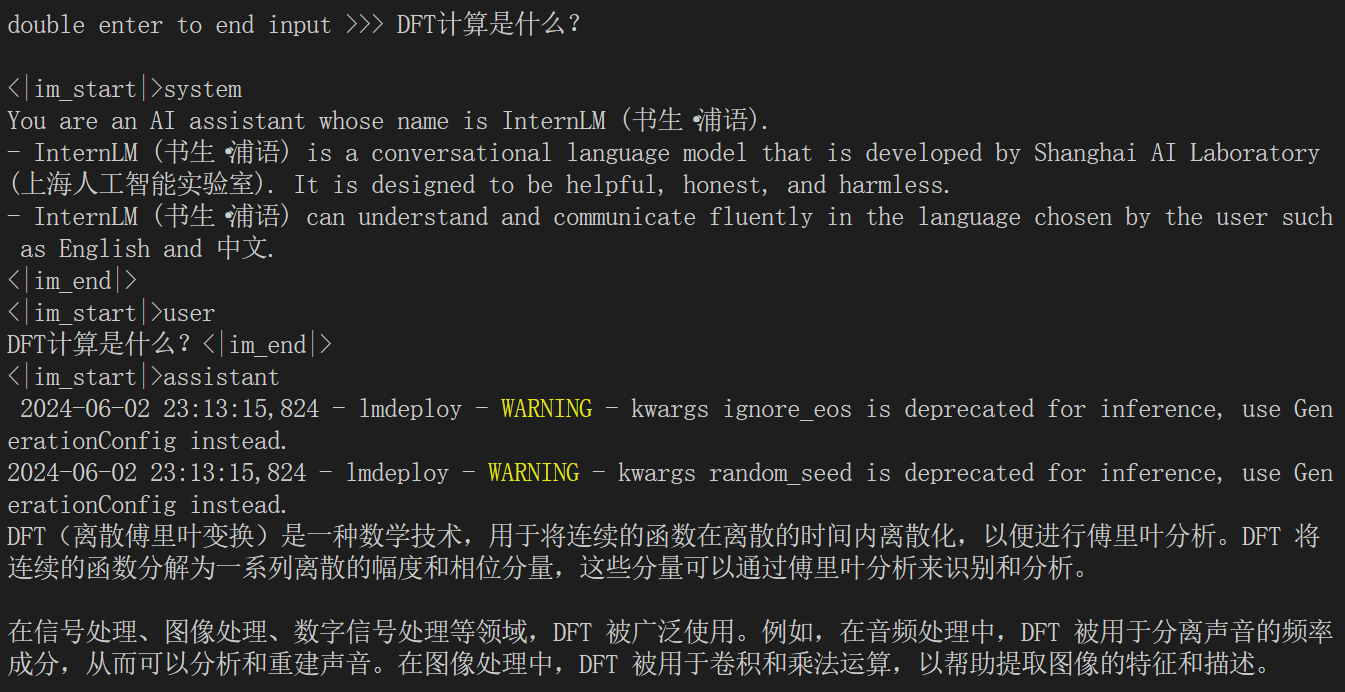 double enter to end input >>> DFT计算是什么?
<|im_start|>system
You are an AI assistant whose name is InternLM (书生·浦语).
- InternLM (书生·浦语) is a conversational language model that is developed by Shanghai AI Laboratory
(上海人工智能实验室). It is designed to be helpful, honest, and harmless.
- InternLM (书生·浦语) can understand and communicate fluently in the language chosen by the user such
as English and 中文.
<|im_end|>
<|im_start|>user
DFT计算是什么？<|im_end|>
<|im_start|>assistant
2024-06-02 23:13:15,824 - lmdeploy - WARNING - kwargs ignore_eos is deprecated for inference, use Gen
erationConfig instead.
2024-06-02 23:13:15,824 - lmdeploy - WARNING - kwargs random_seed is deprecated for inference, use Gen
erationConfig instead.
DFT（离散傅里叶变换）是一种数学技术，用于将连续的函数在离散的时间内离散化，以便进行傅里叶分析。DFT 将
连续的函数分解为一系列离散的幅度和相位分量，这些分量可以通过傅里叶分析来识别和分析。
在信号处理、图像处理、数字信号处理等领域，DFT 被广泛使用。例如，在音频处理中，DFT 被用于分离声音的频率
成分，从而可以分析和重建声音。在图像处理中，DFT 被用于卷积和乘法运算，以帮助提取图像的特征和描述。